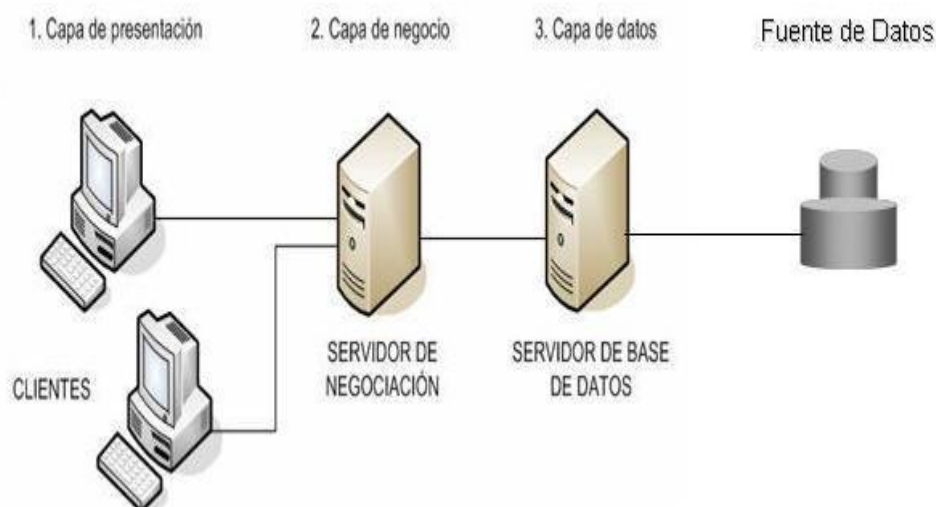 1. Capa de presentación
2. Capa de negocio
3. Capa de datos
Fuente de Datos
CLIENTES
SERVIDOR DE
NEGOCIACIÓN
SERVIDOR DE BASE
DE DATOS